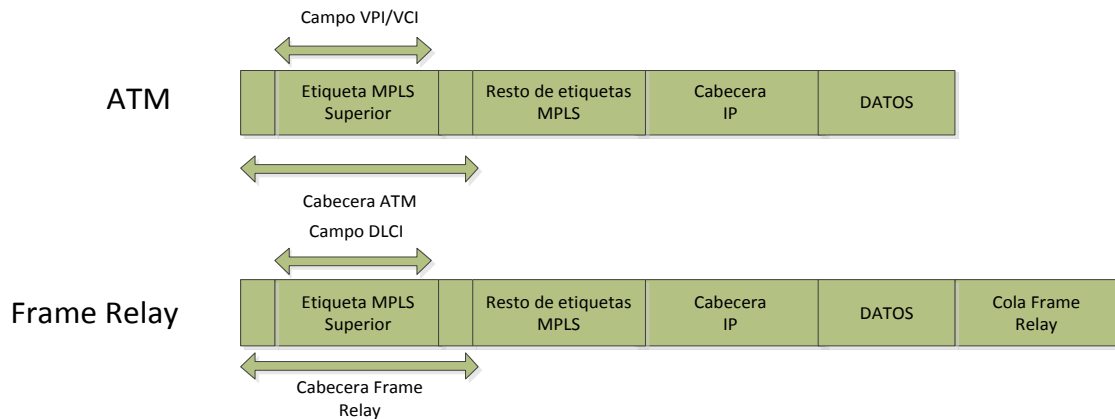 Campo VPI/VCI
ATM
Etiqueta MPLS
Superior
Resto de etiquetas
MPLS
Cabecera
IP
DATOS
Cabecera ATM
Campo DLCI
Frame Relay
Etiqueta MPLS
Superior
Resto de etiquetas
MPLS
Cabecera
IP
DATOS
Cola Frame
Relay
Cabecera Frame
Relay